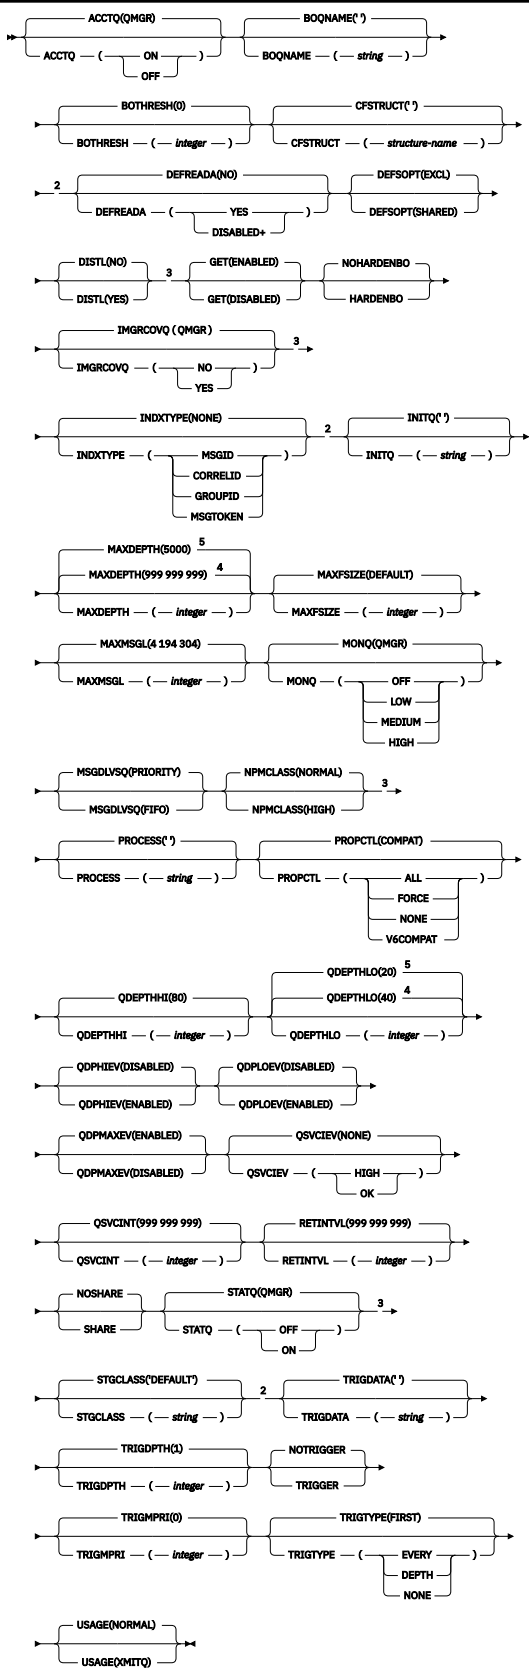 ACCTQ(QMGR) BOQNAME(' ')
ACCTQ ( ON ) BOQNAME ( string )
OFF
BOTHRESH(0) CFSTRUCT(' ')
BOTHRESH ( integer ) CFSTRUCT ( structure-name )
2 DEFREADA(NO) DEFSOPT(EXCL)
DEFREADA ( YES ) DEFSOPT(SHARED)
DISABLED+
DISTL(NO) 3 GET(ENABLED) NOHARDENBO
DISTL(YES) GET(DISABLED) HARDENBO
IMGRCOVQ ( QMGR ) 3
IMGRCOVQ ( NO )
YES
INDXTYPE(NONE) 2 INITQ(' ')
INDXTYPE ( MSGID ) INITQ ( string )
CORRELID
GROUPID
MSGTOKEN
MAXDEPTH(5000) 5
MAXDEPTH(999 999 999) 4 MAXFSIZE(DEFAULT)
MAXDEPTH ( integer ) MAXFSIZE ( integer )
MAXMSGL(4 194 304) MONQ(QMGR)
MAXMSGL ( integer ) MONQ ( OFF )
LOW
MEDIUM
HIGH
MSGDLVSQ(PRIORITY) NPMCLASS(NORMAL) 3
MSGDLVSQ(FIFO) NPMCLASS(HIGH)
PROCESS(' ') PROPCTL(COMPAT)
PROCESS ( string ) PROPCTL ( ALL )
FORCE
NONE
V6COMPAT
QDEPTHLO(20) 5
QDEPTHHI(80) QDEPTHLO(40) 4
QDEPTHHI ( integer ) QDEPTHLO ( integer )
QDPHIEV(DISABLED) QDPLOEV(DISABLED)
QDPHIEV(ENABLED) QDPLOEV(ENABLED)
QDPMAXEV(ENABLED) QSVCIEV(NONE)
QDPMAXEV(DISABLED) QSVCIEV ( HIGH )
OK
QSVCINT(999 999 999) RETINTVL(999 999 999)
QSVCINT ( integer ) RETINTVL ( integer )
NOSHARE STATQ(QMGR) 3
SHARE STATQ ( OFF )
ON
STGCLASS('DEFAULT') 2 TRIGDATA(' ')
STGCLASS ( string ) TRIGDATA ( string )
TRIGDPTH(1) NOTRIGGER
TRIGDPTH ( integer ) TRIGGER
TRIGMPRI(0) TRIGTYPE(FIRST)
TRIGMPRI ( integer ) TRIGTYPE ( EVERY )
DEPTH
NONE
USAGE(NORMAL)
USAGE(XMITQ)